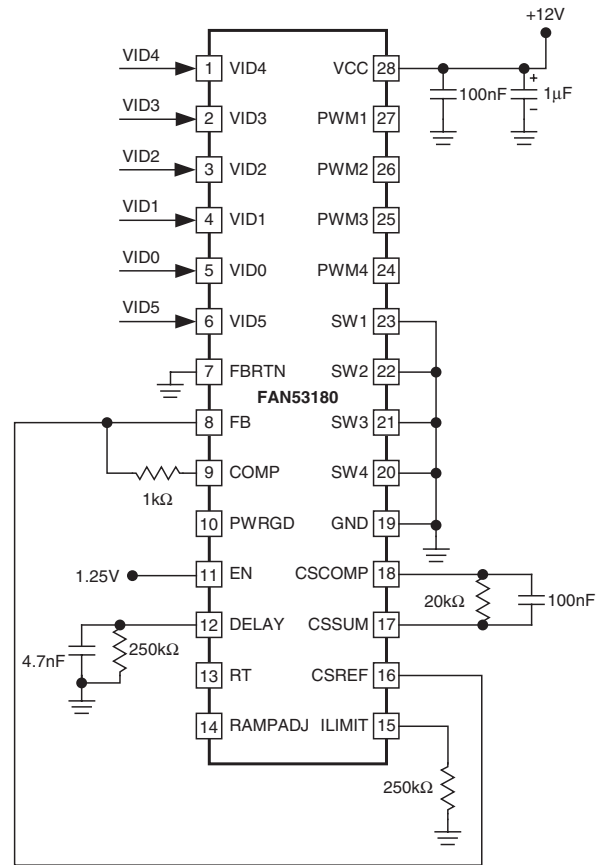 +12V
VID4
1 VID4
VCC 28
100nF
+
1µF
–
VID3
2 VID3
PWM1 27
VID2
3 VID2
PWM2 26
VID1
4 VID1
PWM3 25
VID0
5 VID0
PWM4 24
VID5
6 VID5
SW1 23
7 FBRTN
SW2 22
FAN53180
8 FB
SW3 21
9 COMP
SW4 20
1kΩ
10 PWRGD
GND 19
1.25V
11 EN
CSCOMP 18
20kΩ
100nF
12 DELAY
CSSUM 17
4.7nF
250kΩ
13 RT
CSREF 16
14 RAMPADJ
ILIMIT 15
250kΩ